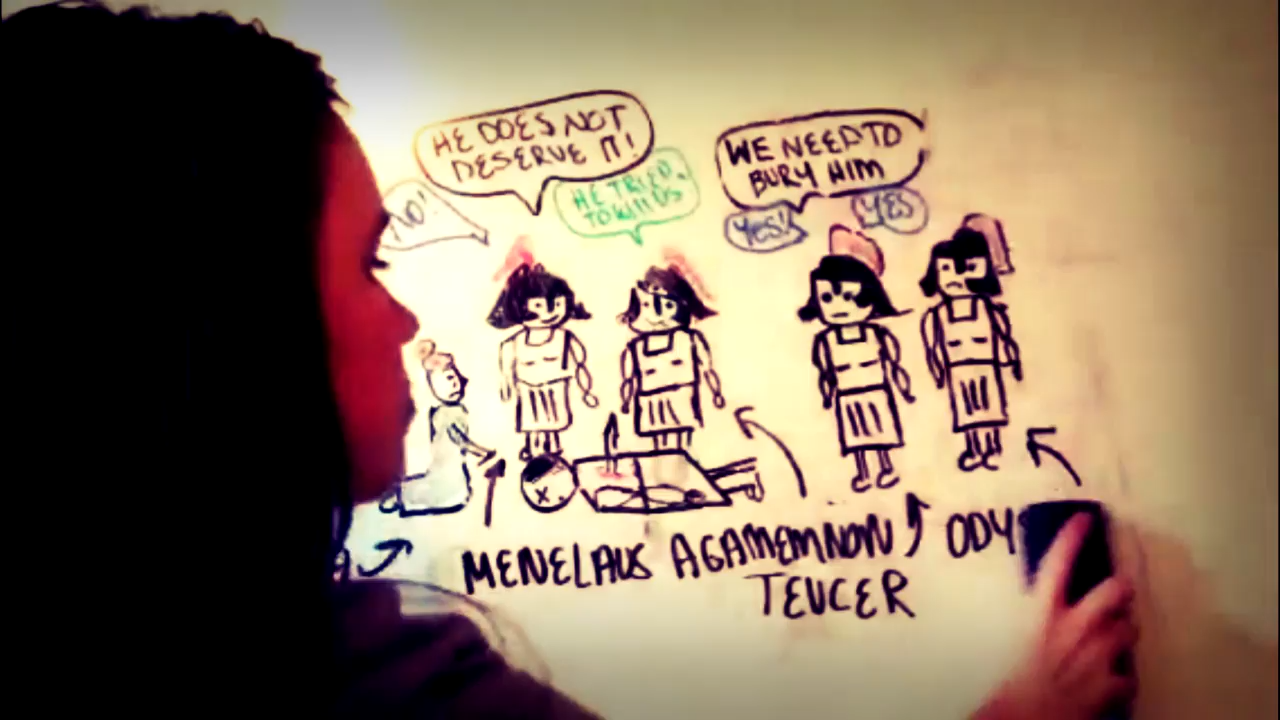 HE DOES NOT
DESERVE IT!
NO!
HE TRIED
TO KILL US
WE NEED TO
BURY HIM
YES!
YES
MENELAUS AGAMEMNON ODY
TEUCER